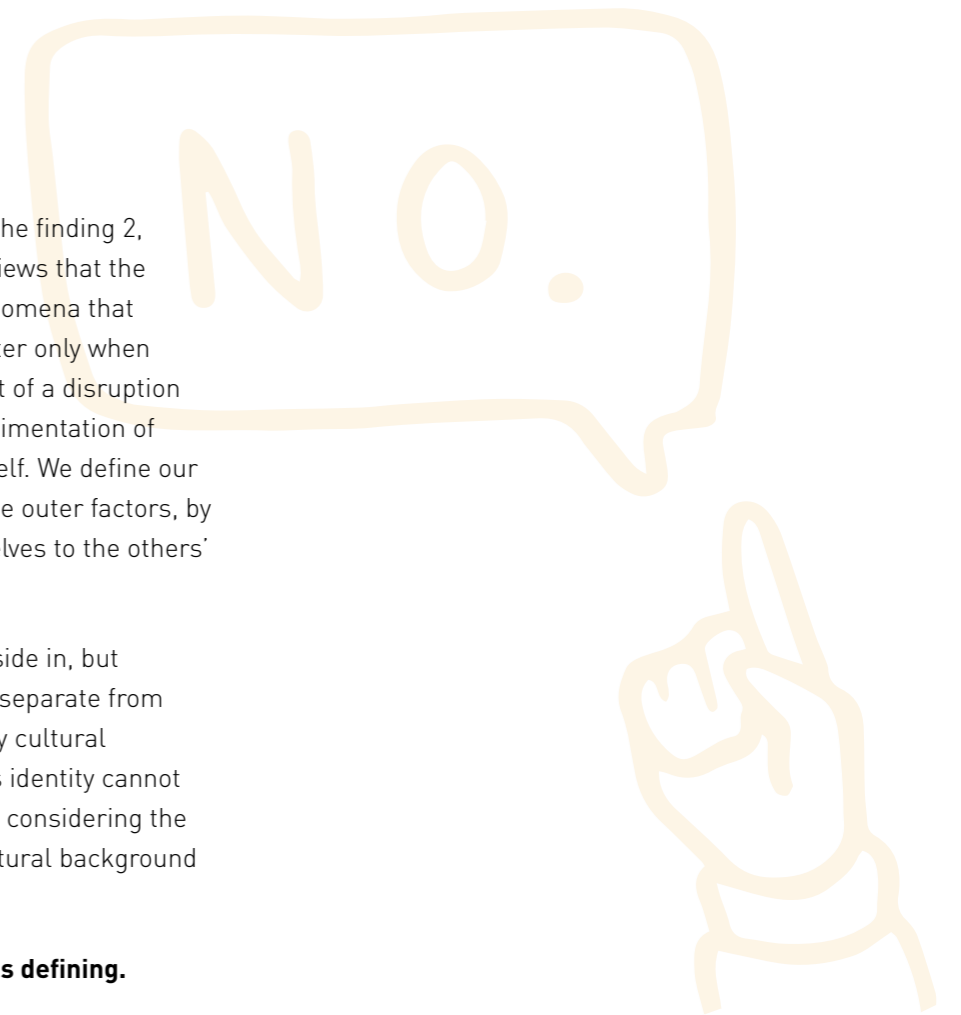 NO.
he finding 2,
iews that the
omena that
ter only when
t of a disruption
imentation of
elf. We define our
e outer factors, by
lves to the others’
side in, but
separate from
y cultural
s identity cannot
considering the
tural background
s defining.